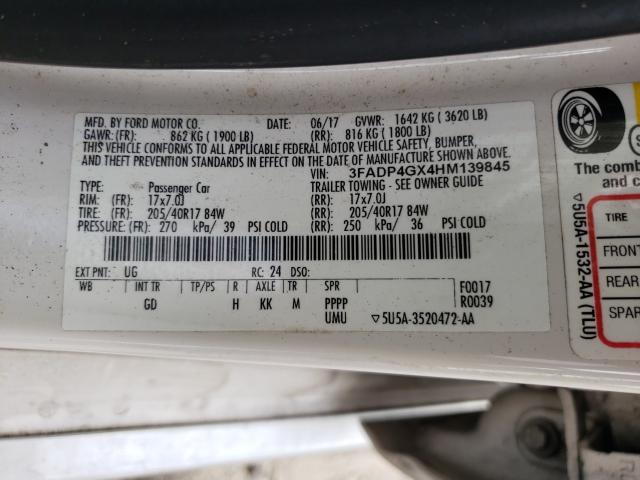 MFD. BY FORD MOTOR CO. DATE: 06/17 GVWR: 1642 KG ( 3620 LB)
GAWR: (FR) 862 KG ( 1900 LB) (RR) 816 KG ( 1800 LB)
THIS VEHICLE CONFORMS TO ALL APPLICABLE FEDERAL MOTOR VEHICLE SAFETY, BUMPER,
AND THEFT PREVENTION STANDARDS IN EFFECT ON THE DATE OF MANUFACTURE SHOWN ABOVE.
VIN: 3FADP4GX4HM139845
TYPE: Passenger Car TRAILER TOWING - SEE OWNER GUIDE
RIM: (FR) 17x7.0J (RR) 17x7.0J
TIRE: (FR) 205/40R17 84W (RR) 205/40R17 84W
PRESSURE: (FR) 270 kPa/ 39 PSI COLD (RR) 250 kPa/ 36 PSI COLD
EXT PNT: UG RC: 24 DSO:
WB INT TR TP/PS R AXLE TR SPR F0017
GD H KK M PPPP R0039
UMU ▽5U5A-3520472-AA
The comb
and carg
▽5U5A-1532-AA (TLU)
TIRE
FRONT
REAR
SPAR